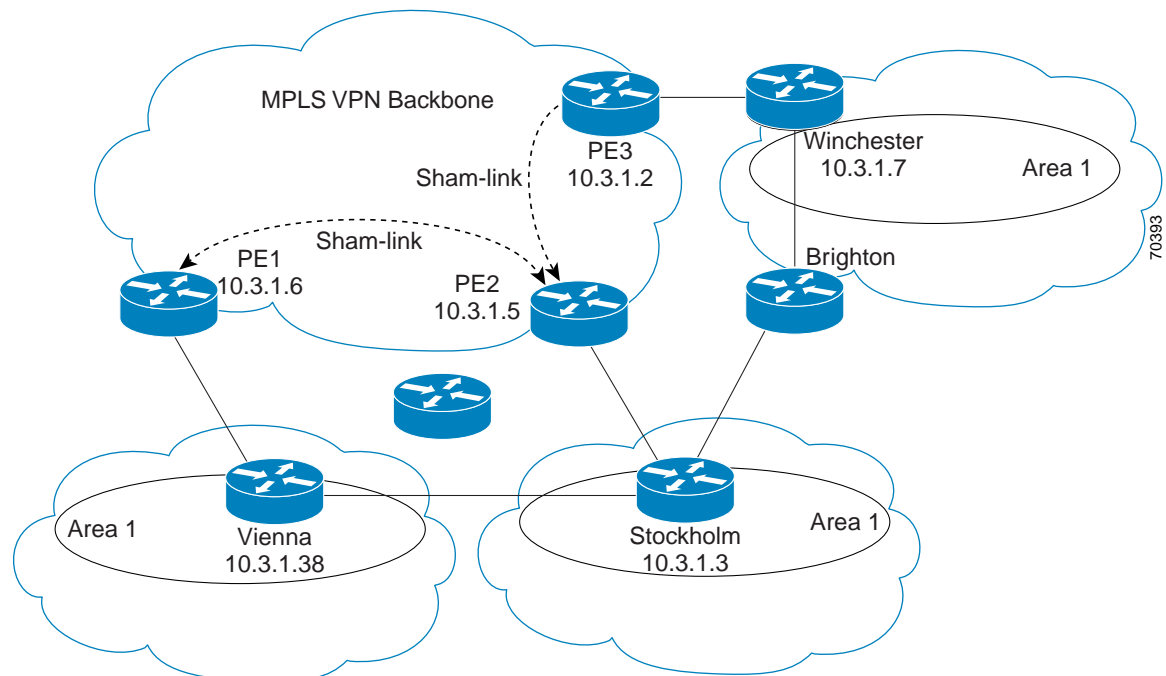 MPLS VPN Backbone
PE3
10.3.1.2
Winchester
10.3.1.7
Area 1
Sham-link
Sham-link
PE1
10.3.1.6
PE2
10.3.1.5
Brighton
70393
Area 1
Vienna
10.3.1.38
Stockholm
10.3.1.3
Area 1